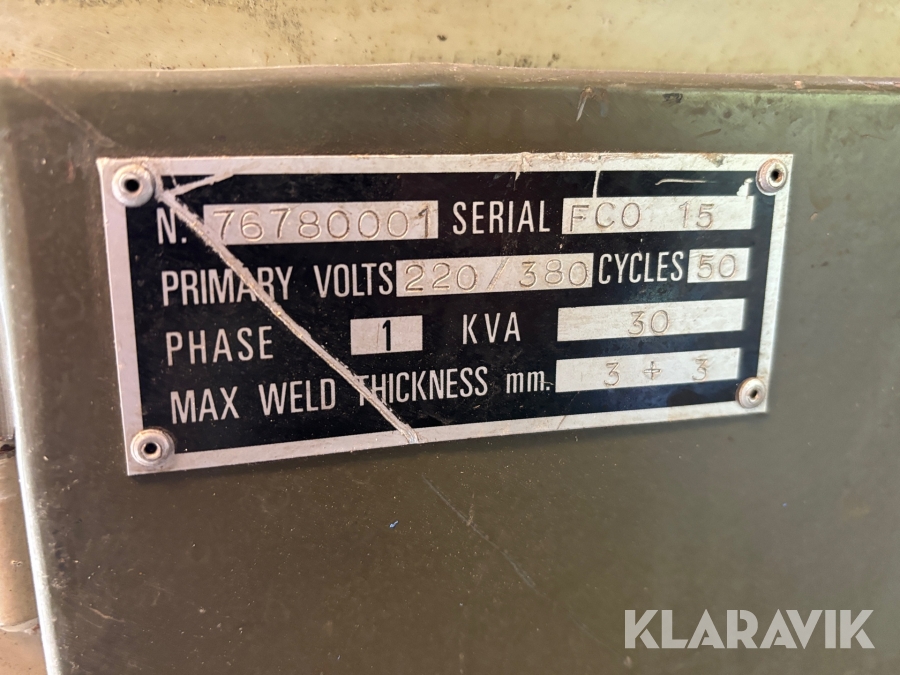 N. 76780001 SERIAL FCO 15
PRIMARY VOLTS 220/380 CYCLES 50
PHASE 1 KVA 30
MAX WELD THICKNESS mm. 3 + 3
KLARAVIK